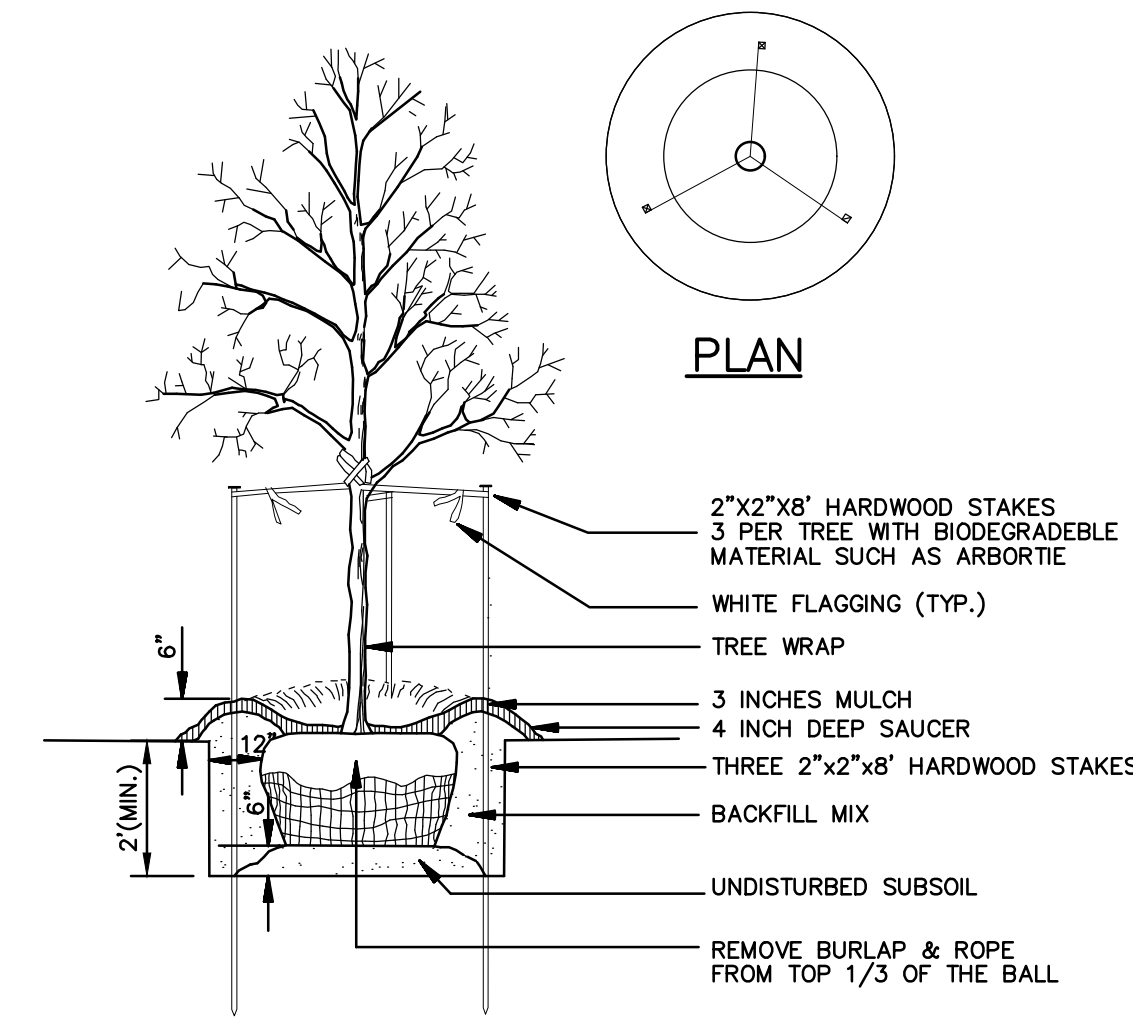 PLAN
2"X2"X8' HARDWOOD STAKES
3 PER TREE WITH BIODEGRADEBLE
MATERIAL SUCH AS ARBORTIE
WHITE FLAGGING (TYP.)
TREE WRAP
6"
3 INCHES MULCH
4 INCH DEEP SAUCER
12"
THREE 2"x2"x8' HARDWOOD STAKES
2'(MIN.)
6"
BACKFILL MIX
UNDISTURBED SUBSOIL
REMOVE BURLAP & ROPE
FROM TOP 1/3 OF THE BALL